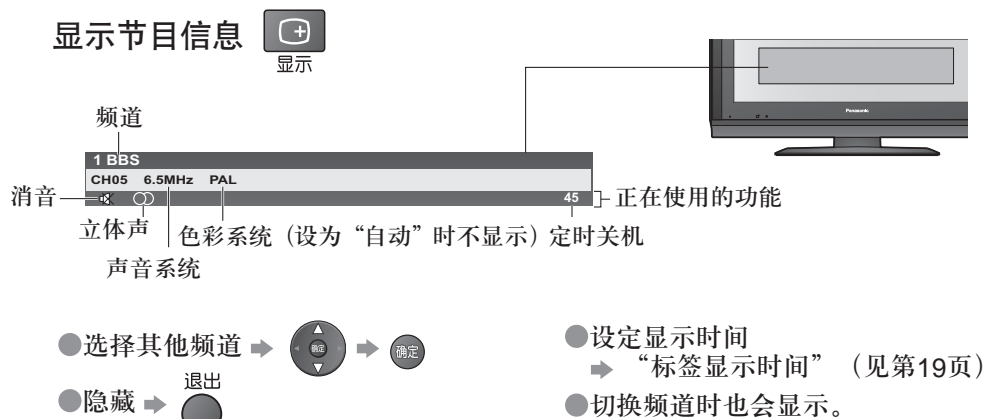 显示节目信息
显示
Panasonic
频道
1 BBS
CH05 6.5MHz PAL
消音
45
正在使用的功能
立体声
色彩系统（设为“自动”时不显示）定时关机
声音系统
●选择其他频道 ➡ 确定 ➡ 确定
●隐藏 ➡ 退出
●设定显示时间
➡ “标签显示时间” （见第19页）
●切换频道时也会显示。